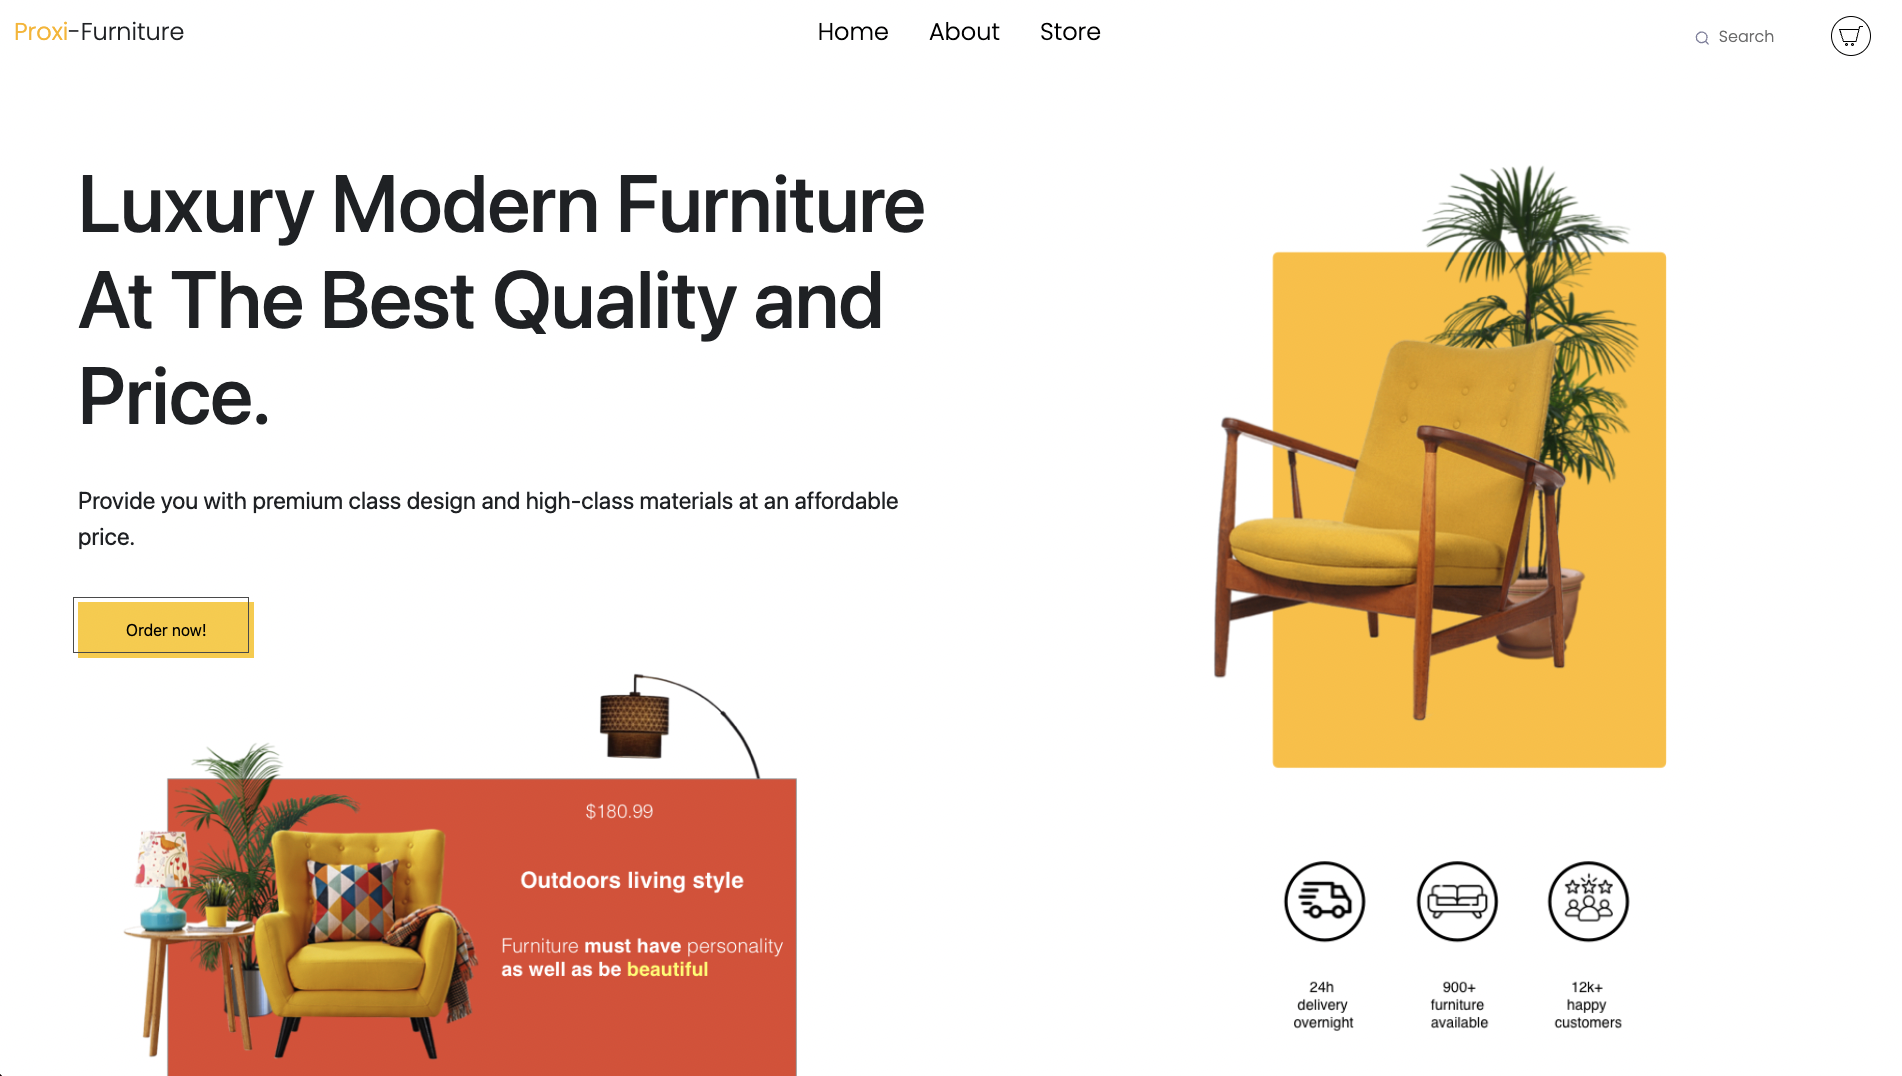 Proxi-Furniture
Home
About
Store
Search
Luxury Modern Furniture
At The Best Quality and
Price.
Provide you with premium class design and high-class materials at an affordable
price.
Order now!
$180.99
Outdoors living style
Furniture must have personality
as well as be beautiful
24h
delivery
overnight
900+
furniture
available
12k+
happy
customers